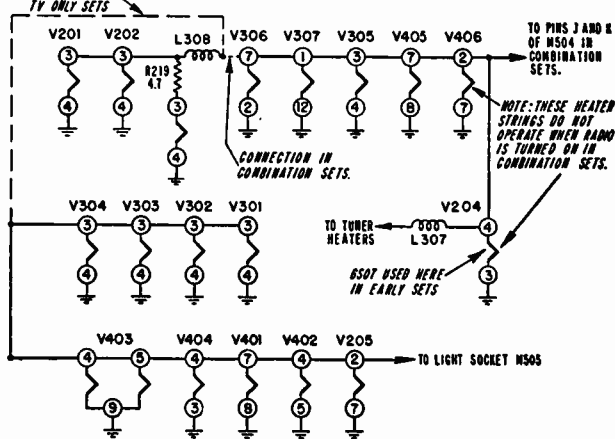 TV ONLY SETS
V201 V202 L308 V306 V307 V305 V405 V406
TO PINS J AND K
OF M504 IN
COMBINATION
SETS.
3 3 7 1 3 7 2
R219
4.7
3
4 4 2 12 4 8 7
4
CONNECTION IN
COMBINATION SETS.
NOTE: THESE HEATER
STRINGS DO NOT
OPERATE WHEN RADIO
IS TURNED ON IN
COMBINATION SETS.
V304 V303 V302 V301
3 3 3 3
4 4 4 4
TO TUNER
HEATERS
L307
V204
4
3
6SQ7 USED HERE
IN EARLY SETS
V403 V404 V401 V402 V205
4 5 4 7 4 2
TO LIGHT SOCKET M505
9 3 8 5 7